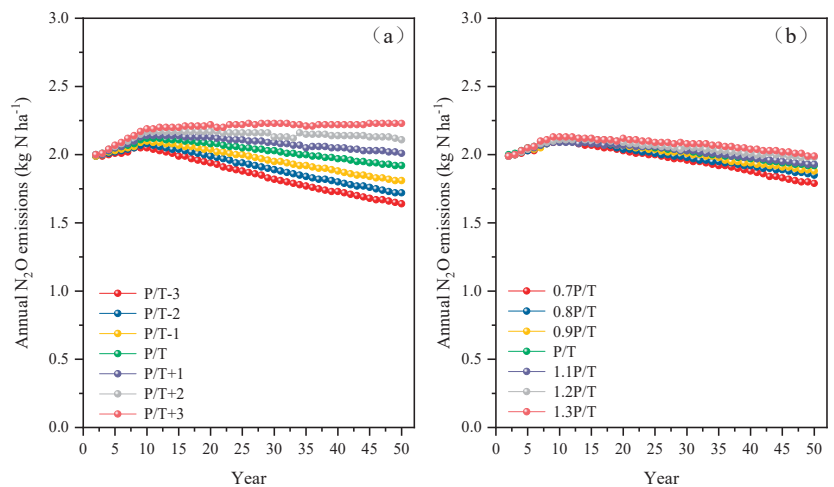 （a）
3.0
2.5
2.0
1.5
1.0
0.5
0.0
Annual N₂O emissions (kg N ha⁻¹)
P/T-3
P/T-2
P/T-1
P/T
P/T+1
P/T+2
P/T+3
0 5 10 15 20 25 30 35 40 45 50
Year
（b）
3.0
2.5
2.0
1.5
1.0
0.5
0.0
Annual N₂O emissions (kg N ha⁻¹)
0.7P/T
0.8P/T
0.9P/T
P/T
1.1P/T
1.2P/T
1.3P/T
0 5 10 15 20 25 30 35 40 45 50
Year